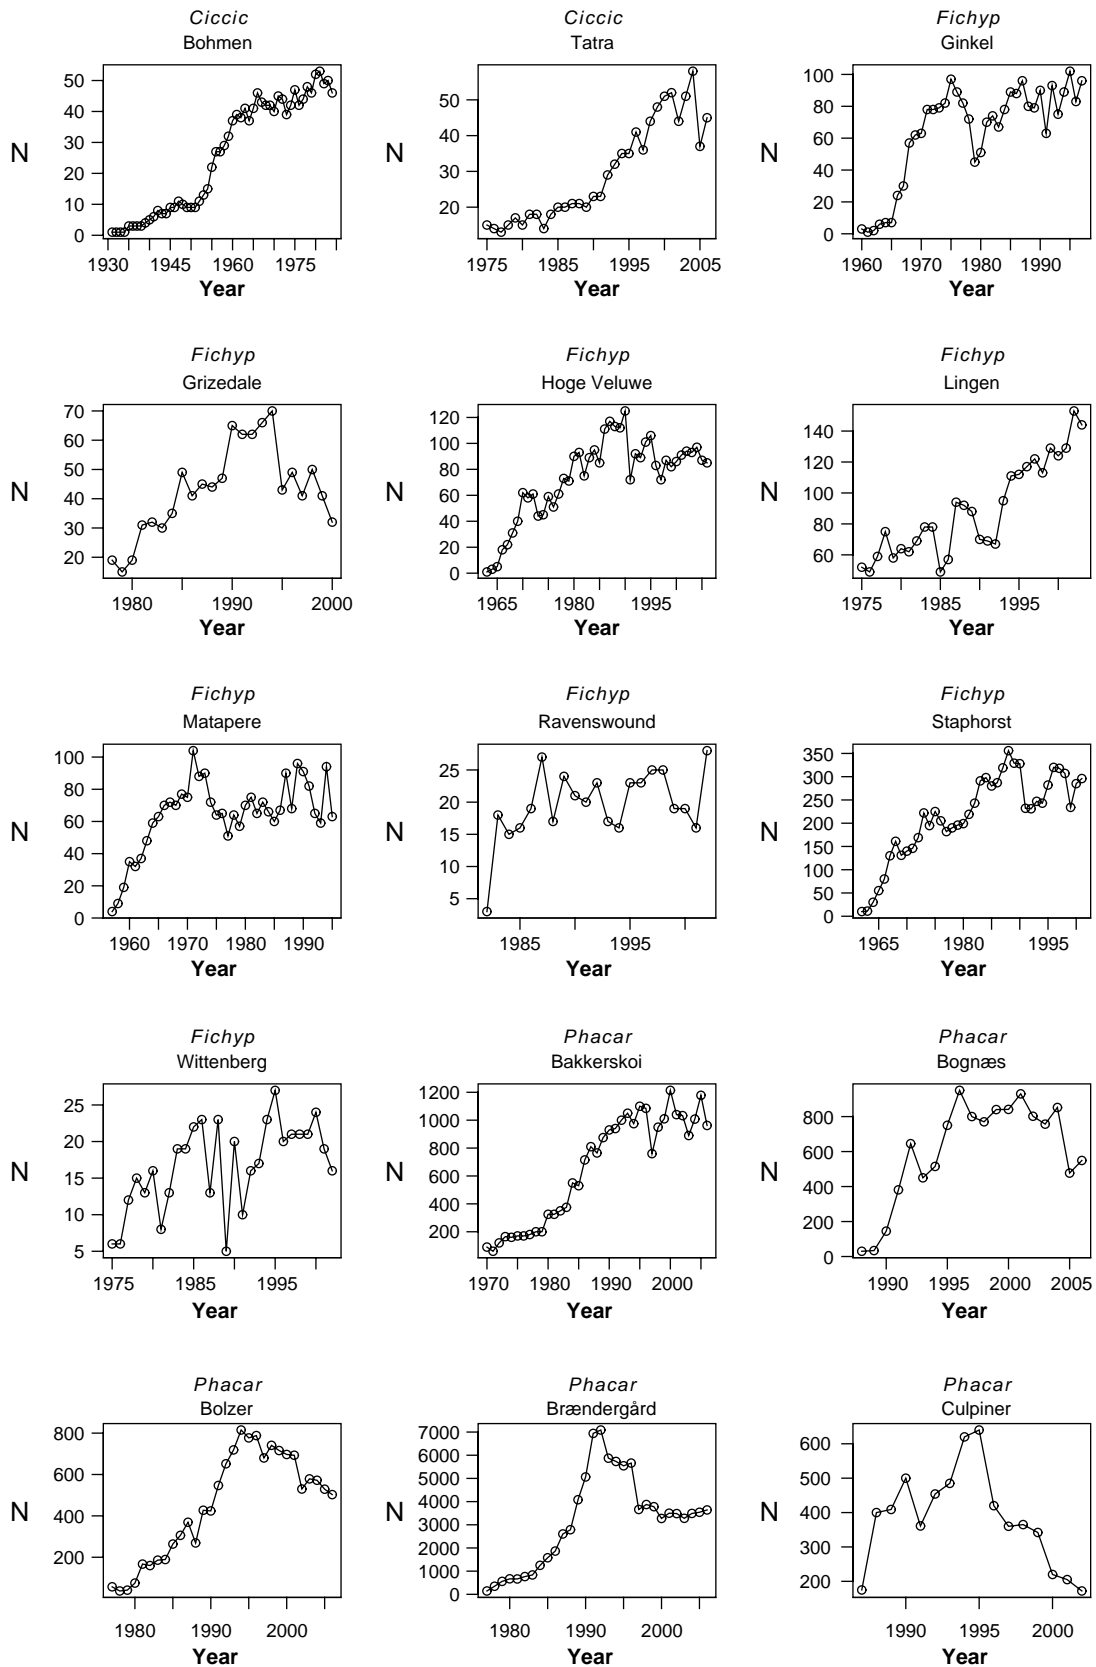 Ciccic
Bohmen
N
50
40
30
20
10
0
1930 1945 1960 1975
Year
Ciccic
Tatra
N
50
40
30
20
1975 1985 1995 2005
Year
Fichyp
Ginkel
N
100
80
60
40
20
0
1960 1970 1980 1990
Year
Fichyp
Grizedale
N
70
60
50
40
30
20
1980 1990 2000
Year
Fichyp
Hoge Veluwe
N
120
100
80
60
40
20
0
1965 1980 1995
Year
Fichyp
Lingen
N
140
120
100
80
60
1975 1985 1995
Year
Fichyp
Matapere
N
100
80
60
40
20
0
1960 1970 1980 1990
Year
Fichyp
Ravenswound
N
25
20
15
10
5
1985 1995
Year
Fichyp
Staphorst
N
350
300
250
200
150
100
50
0
1965 1980 1995
Year
Fichyp
Wittenberg
N
25
20
15
10
5
1975 1985 1995
Year
Phacar
Bakkerskoi
N
1200
1000
800
600
400
200
1970 1980 1990 2000
Year
Phacar
Bognæs
N
800
600
400
200
0
1990 1995 2000 2005
Year
Phacar
Bolzer
N
800
600
400
200
1980 1990 2000
Year
Phacar
Brændergård
N
7000
6000
5000
4000
3000
2000
1000
0
1980 1990 2000
Year
Phacar
Culpiner
N
600
500
400
300
200
1990 1995 2000
Year